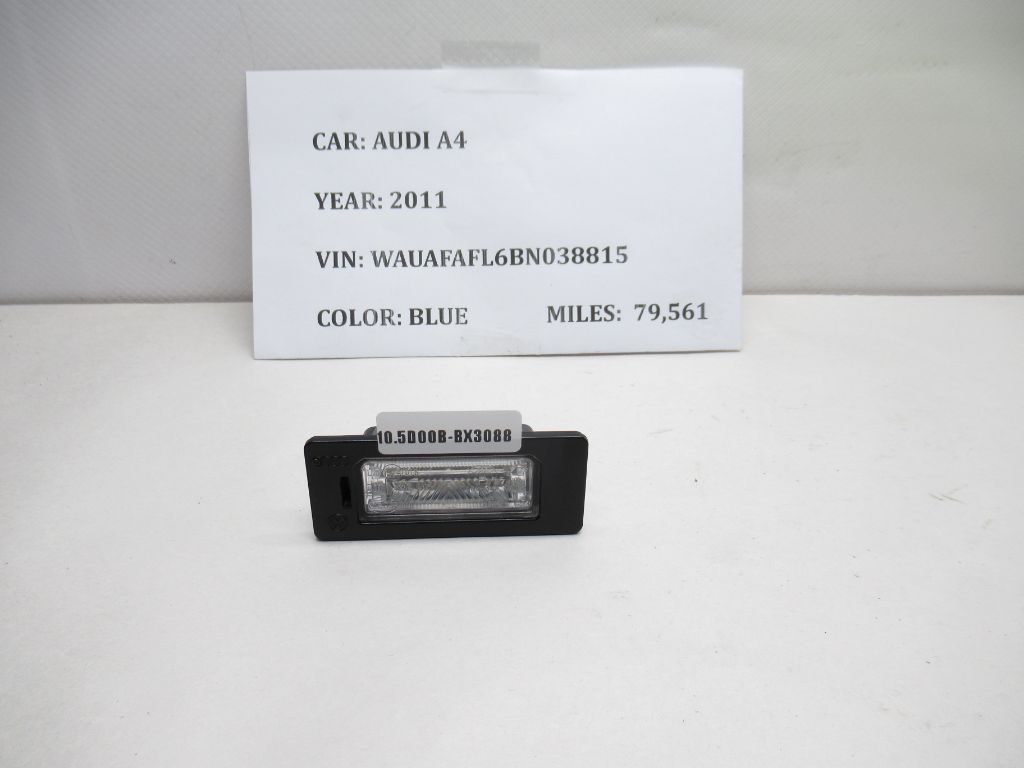 CAR: AUDI A4
YEAR: 2011
VIN: WAUAFAFL6BN038815
COLOR: BLUE MILES: 79,561
10.5D00B-BX3088